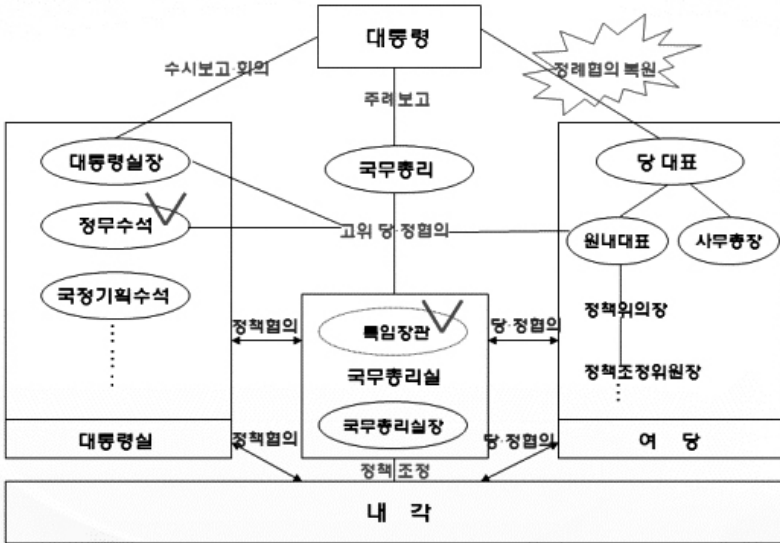 대통령
수시보고·회의
정례협의 복원
주례보고
대통령실장
국무총리
당 대표
정무수석
고위 당·정협의
원내대표
사무총장
국정기획수석
정책위의장
정책협의
특임장관
당·정협의
국무총리실
정책조정위원장
국무총리실장
대통령실
정책협의
당·정협의
여 당
정책 조정
내 각